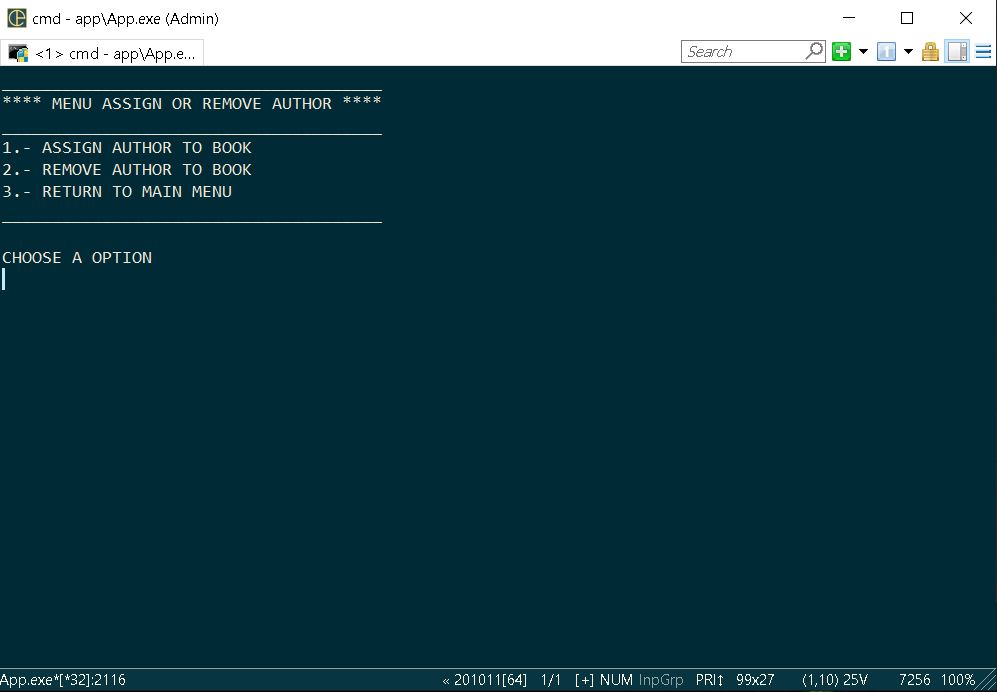 cmd - app\App.exe (Admin)
<1> cmd - app\App.e...
Search
______________________________________
**** MENU ASSIGN OR REMOVE AUTHOR ****
______________________________________
1.- ASSIGN AUTHOR TO BOOK
2.- REMOVE AUTHOR TO BOOK
3.- RETURN TO MAIN MENU
______________________________________
CHOOSE A OPTION
App.exe*[*32]:2116 « 201011[64] 1/1 [+] NUM InpGrp PRI↕ 99x27 (1,10) 25V 7256 100%